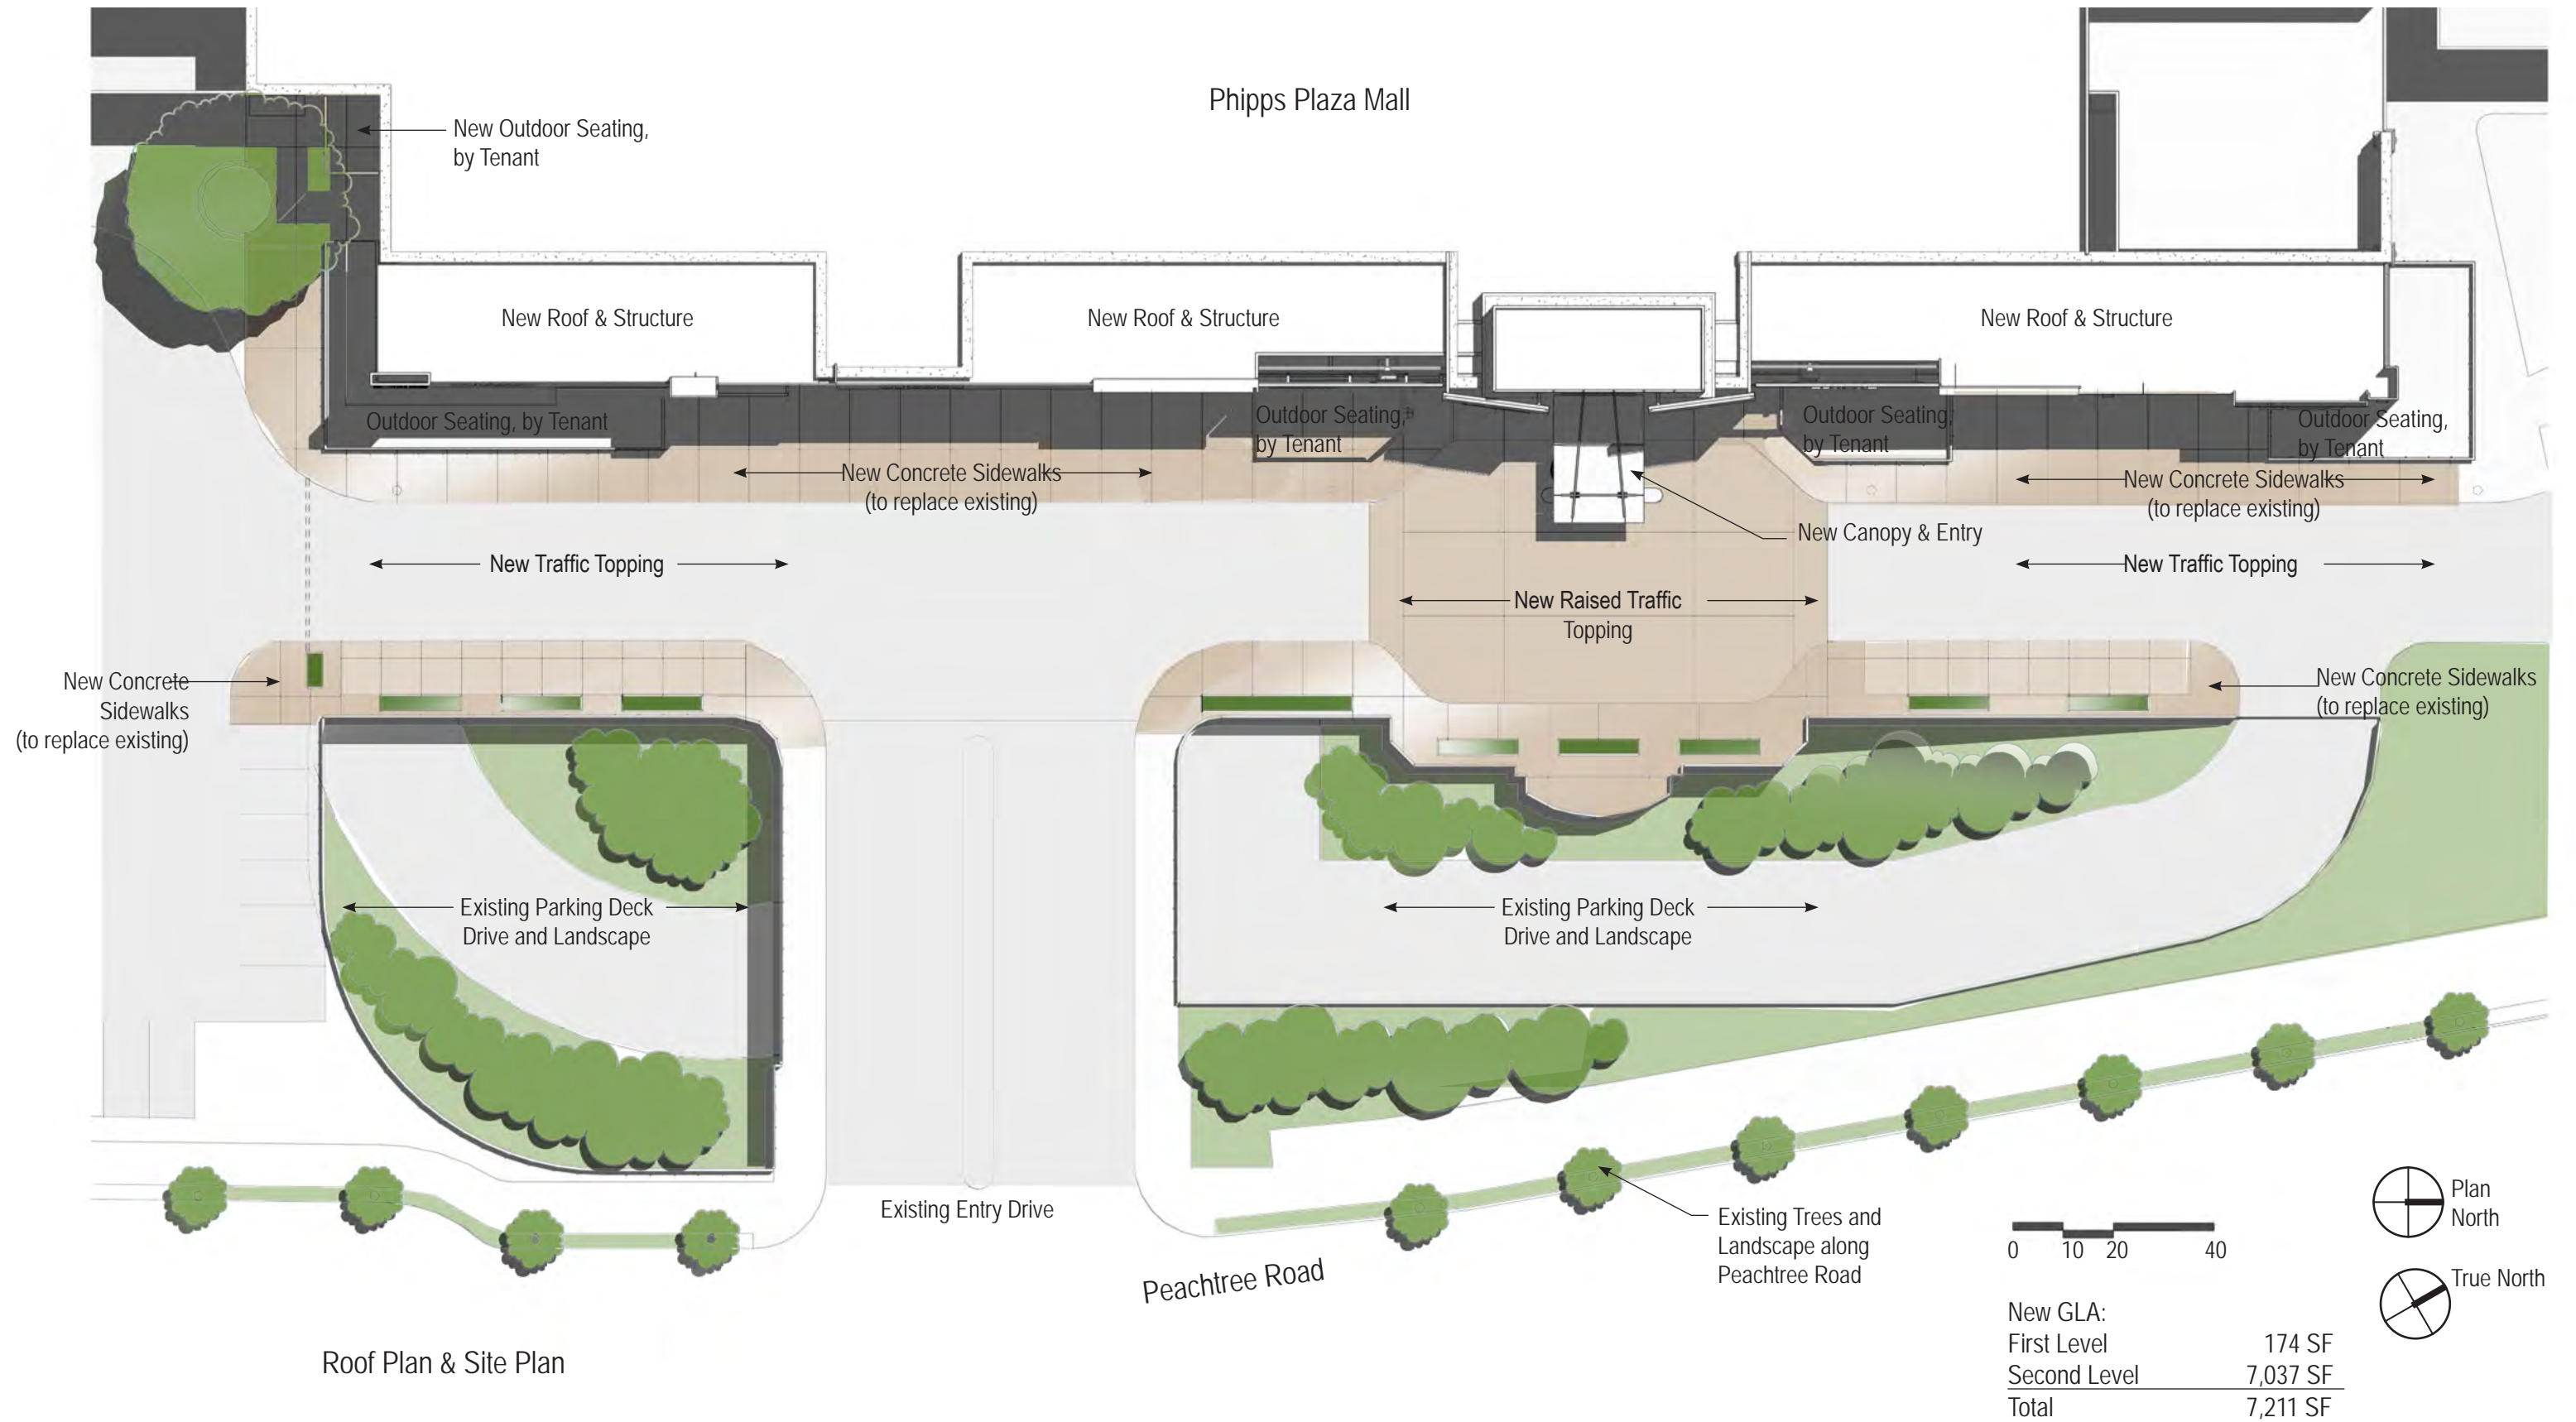 Phipps Plaza Mall
New Outdoor Seating,
by Tenant
New Roof & Structure
New Roof & Structure
New Roof & Structure
Outdoor Seating, by Tenant
Outdoor Seating,
by Tenant
Outdoor Seating,
by Tenant
Outdoor Seating,
by Tenant
New Concrete Sidewalks
(to replace existing)
New Concrete Sidewalks
(to replace existing)
New Canopy & Entry
New Traffic Topping
New Traffic Topping
New Raised Traffic
Topping
New Concrete
Sidewalks
(to replace existing)
New Concrete Sidewalks
(to replace existing)
Existing Parking Deck
Drive and Landscape
Existing Parking Deck
Drive and Landscape
Existing Entry Drive
Existing Trees and
Landscape along
Peachtree Road
Peachtree Road
Plan
North
0 10 20 40
True North
New GLA:
First Level 174 SF
Second Level 7,037 SF
Total 7,211 SF
Roof Plan & Site Plan